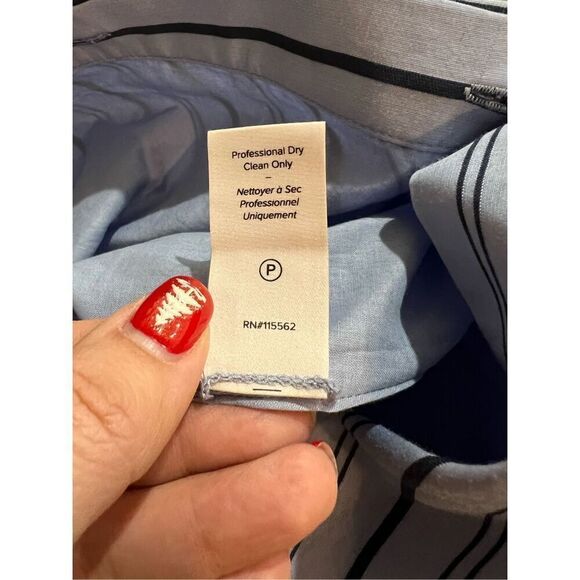 Professional Dry
Clean Only
–
Nettoyer à Sec
Professionnel
Uniquement
P
RN#115562